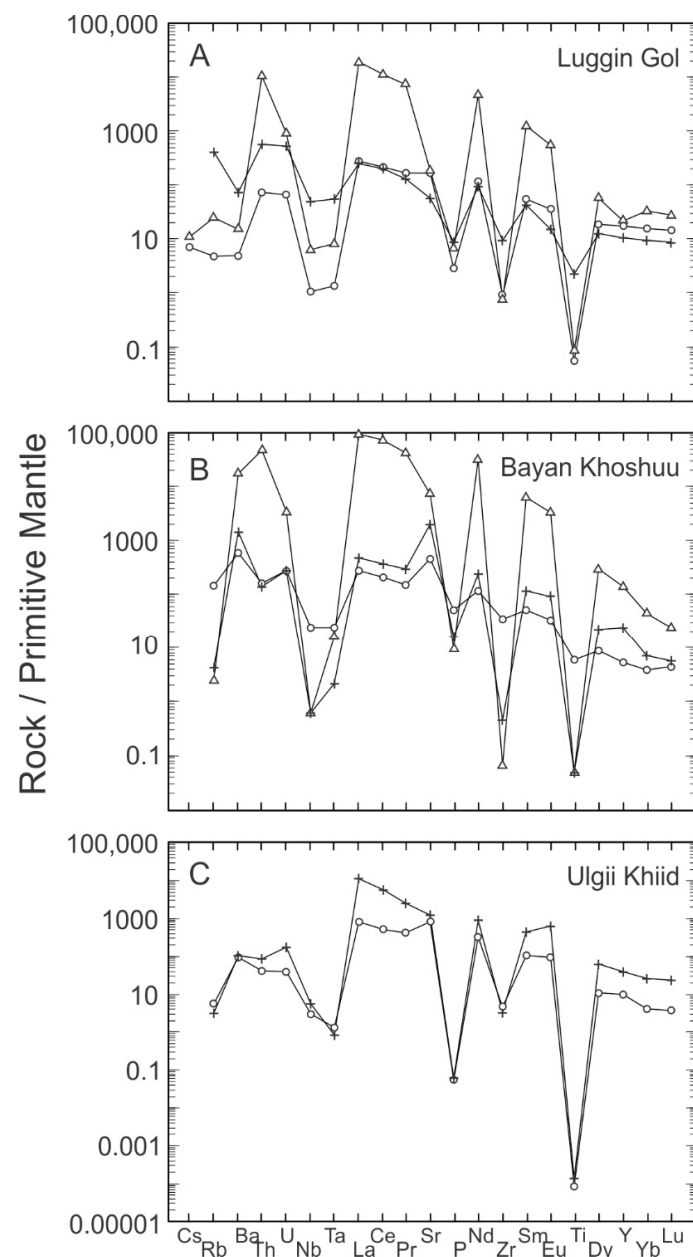 100,000
A
Luggin Gol
1000
10
0.1
100,000
B
Bayan Khoshuu
1000
10
0.1
Rock / Primitive Mantle
100,000
C
Ulgii Khiid
1000
10
0.1
0.001
0.00001
Cs Ba U Ta Ce Sr Nd Sm Ti Y Lu
Rb Th Nb La Pr P Zr Eu Dv Yb